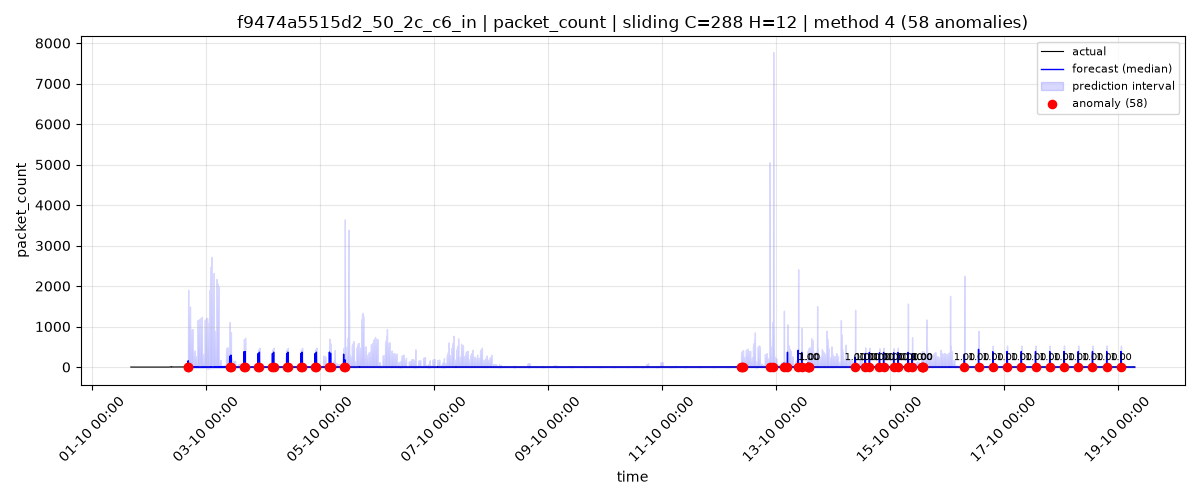 f9474a5515d2_50_2c_c6_in | packet_count | sliding C=288 H=12 | method 4 (58 anomalies)
actual
forecast (median)
prediction interval
anomaly (58)
packet_count
8000
7000
6000
5000
4000
3000
2000
1000
0
01-10 00:00
03-10 00:00
05-10 00:00
07-10 00:00
09-10 00:00
11-10 00:00
13-10 00:00
15-10 00:00
17-10 00:00
19-10 00:00
time